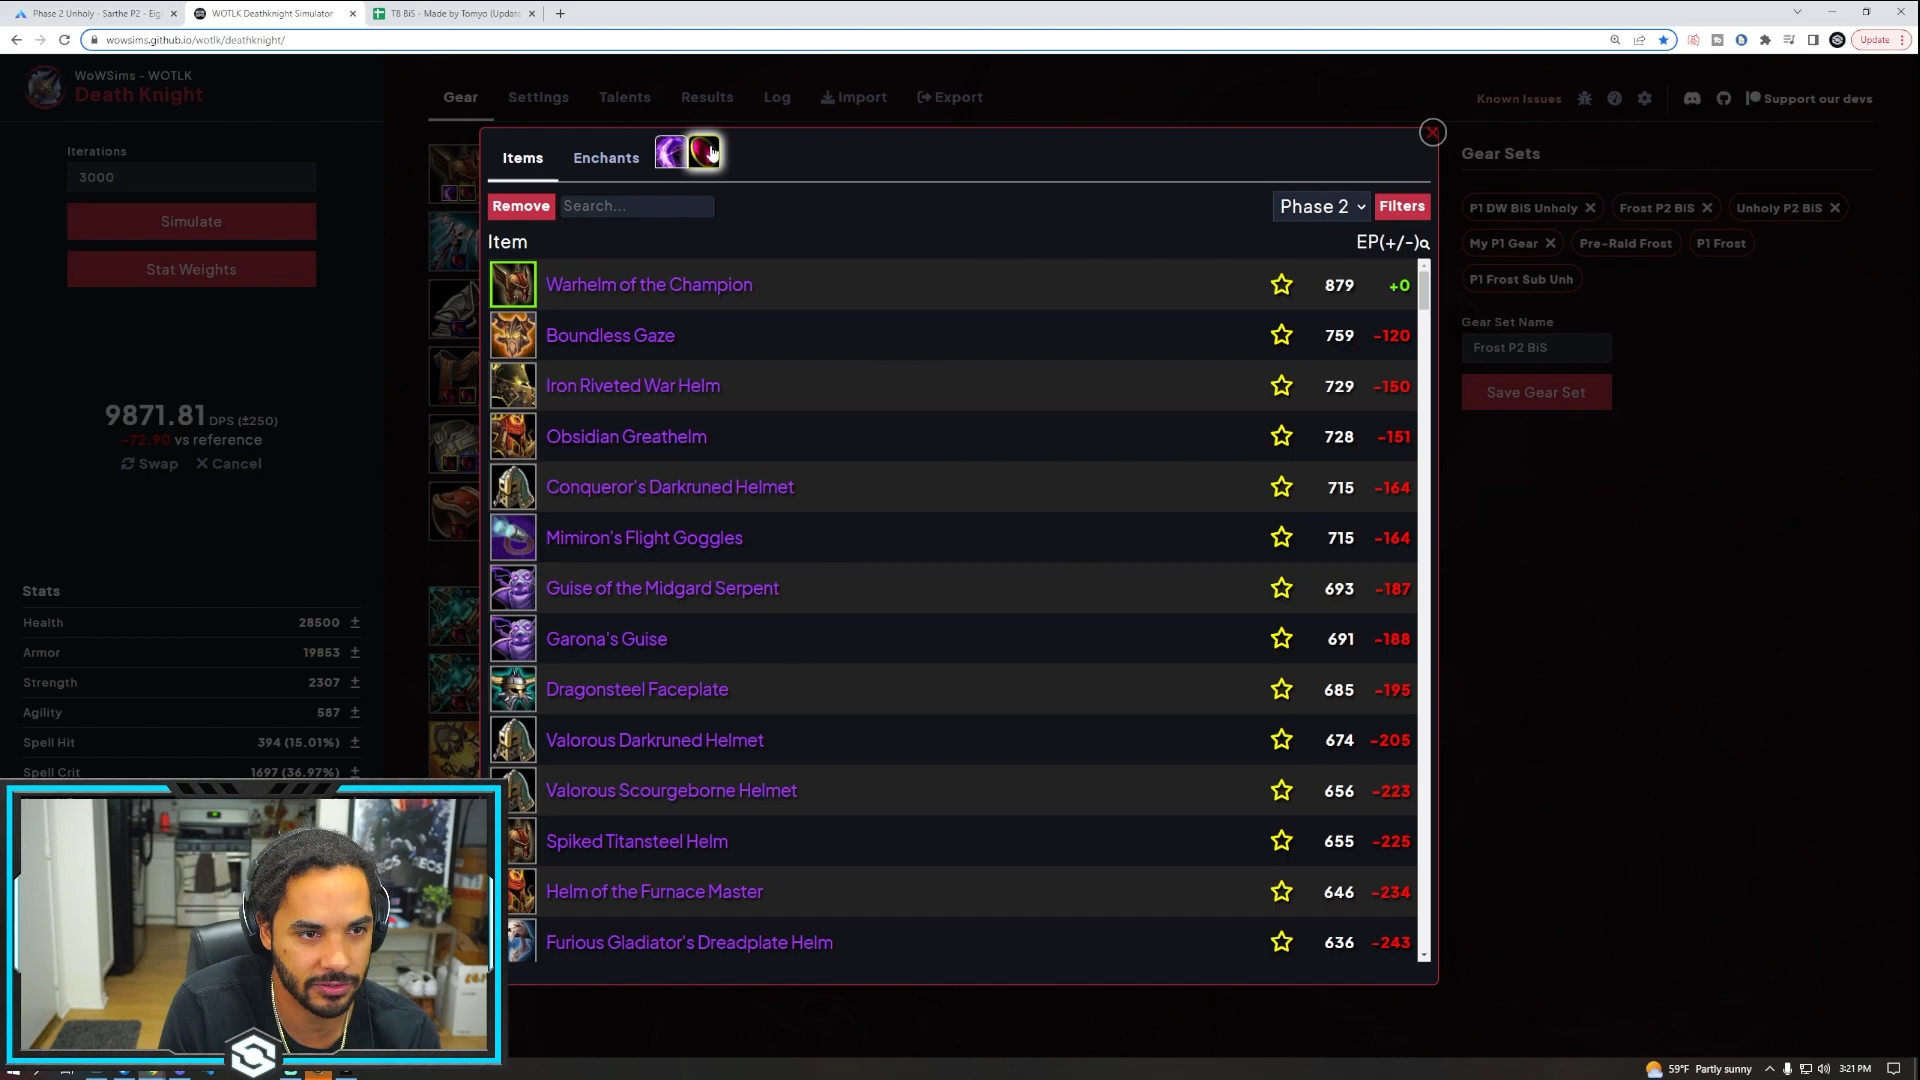 Phase 2 Unholy - Sarthe P2 - Eig
WOTLK Deathknight Simulator
T8 BiS - Made by Tomyo (Update
wowsims.github.io/wotlk/deathknight/
Update
WoWSims - WOTLK
Death Knight
Gear
Settings
Talents
Results
Log
Import
Export
Known Issues
Support our devs
Iterations
3000
Simulate
Stat Weights
9871.81 DPS (±250)
-72.90 vs reference
Swap
Cancel
Stats
Health 28500
Armor 19853
Strength 2307
Agility 587
Spell Hit 394 (15.01%)
Spell Crit 1697 (36.97%)
Items
Enchants
Remove
Search...
Phase 2
Filters
Item
EP(+/-)
Warhelm of the Champion 879 +0
Boundless Gaze 759 -120
Iron Riveted War Helm 729 -150
Obsidian Greathelm 728 -151
Conqueror's Darkruned Helmet 715 -164
Mimiron's Flight Goggles 715 -164
Guise of the Midgard Serpent 693 -187
Garona's Guise 691 -188
Dragonsteel Faceplate 685 -195
Valorous Darkruned Helmet 674 -205
Valorous Scourgeborne Helmet 656 -223
Spiked Titansteel Helm 655 -225
Helm of the Furnace Master 646 -234
Furious Gladiator's Dreadplate Helm 636 -243
Gear Sets
P1 DW BiS Unholy
Frost P2 BiS
Unholy P2 BiS
My P1 Gear
Pre-Raid Frost
P1 Frost
P1 Frost Sub Unh
Gear Set Name
Frost P2 BiS
Save Gear Set
59°F Partly sunny
3:21 PM